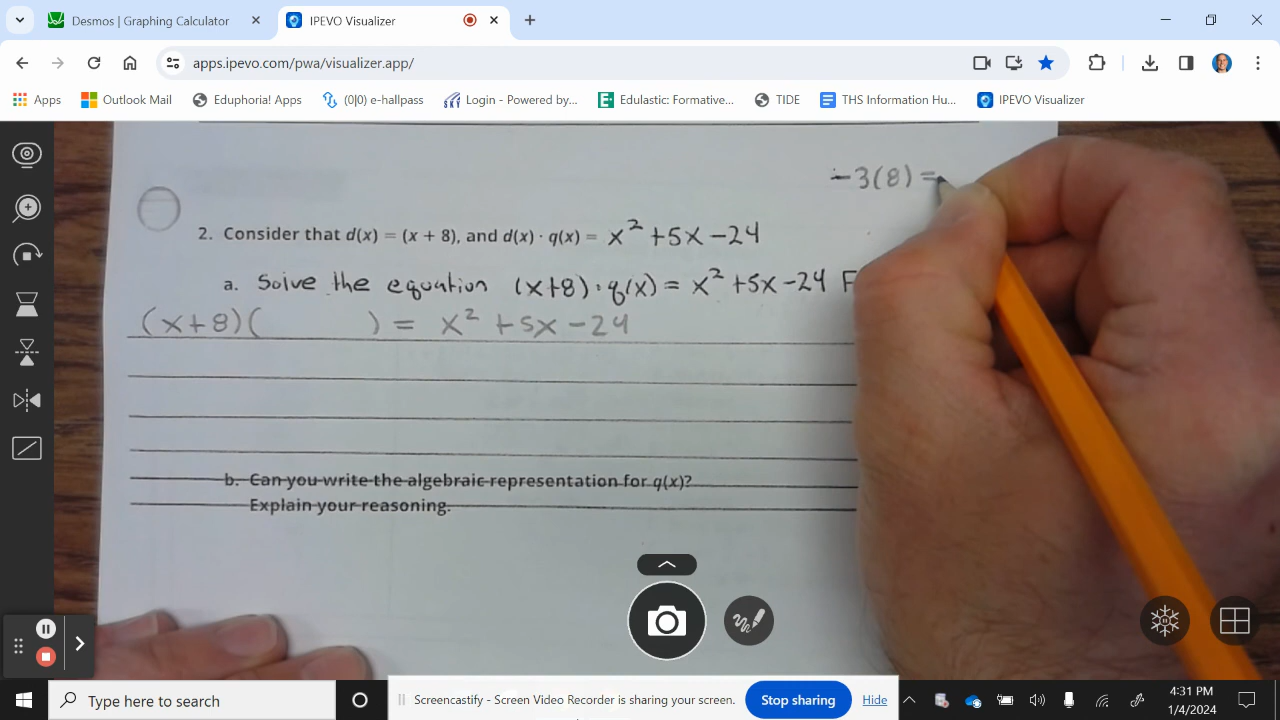 Desmos | Graphing Calculator
IPEVO Visualizer
apps.ipevo.com/pwa/visualizer.app/
Apps
Outlook Mail
Eduphoria! Apps
(0|0) e-hallpass
Login - Powered by...
Edulastic: Formative...
TIDE
THS Information Hu...
IPEVO Visualizer
-3(8) =
2. Consider that d(x) = (x + 8), and d(x) · q(x) = x² +5x -24
a. Solve the equation (x+8) · q(x) = x² +5x -24 F
(x+8)( ) = x² +5x -24
b. Can you write the algebraic representation for q(x)?
Explain your reasoning.
Type here to search
Screencastify - Screen Video Recorder is sharing your screen.
Stop sharing
Hide
4:31 PM
1/4/2024